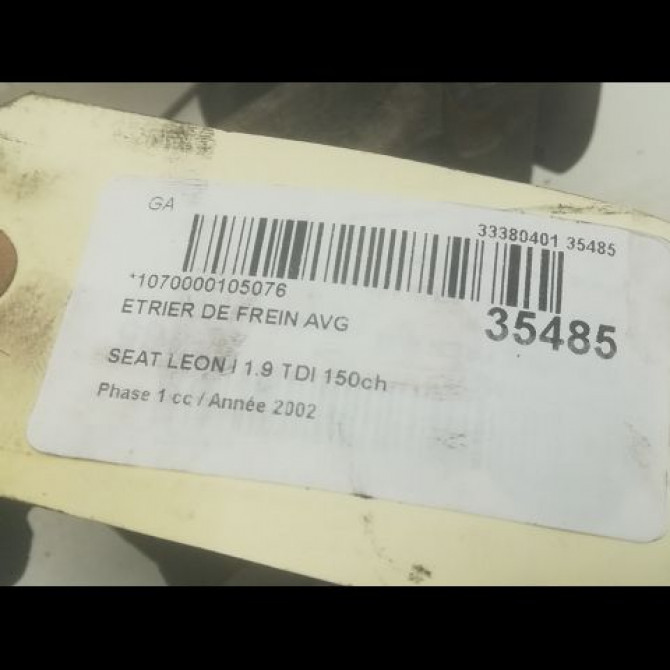 GA
33380401 35485
*1070000105076
ETRIER DE FREIN AVG
35485
SEAT LEON I 1.9 TDI 150ch
Phase 1 cc / Année 2002